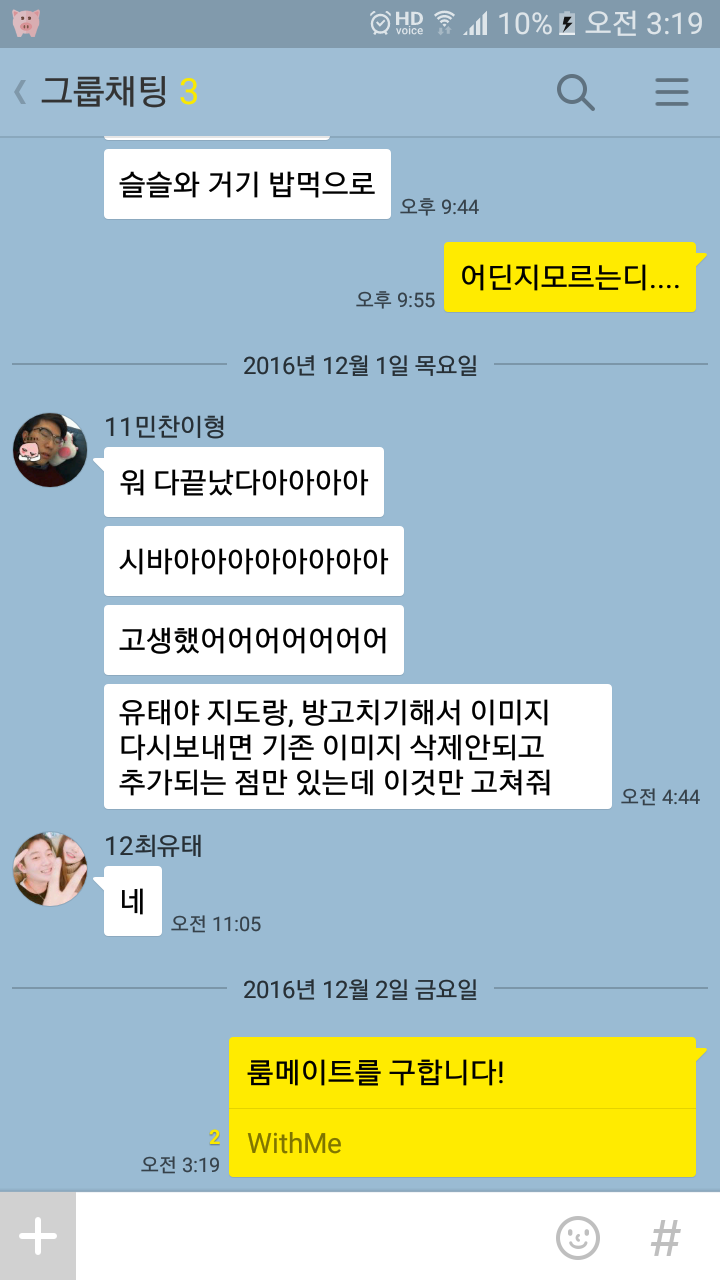 HD voice 10% 오전 3:19
그룹채팅 3
슬슬와 거기 밥먹으로
오후 9:44
어딘지모르는디....
오후 9:55
2016년 12월 1일 목요일
11민찬이형
워 다끝났다아아아아
시바아아아아아아아아
고생했어어어어어어어
유태야 지도랑, 방고치기해서 이미지
다시보내면 기존 이미지 삭제안되고
추가되는 점만 있는데 이것만 고쳐줘
오전 4:44
12최유태
네
오전 11:05
2016년 12월 2일 금요일
룸메이트를 구합니다!
WithMe
2
오전 3:19
#